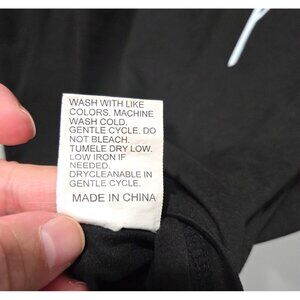 WASH WITH LIKE
COLORS. MACHINE
WASH COLD.
GENTLE CYCLE. DO
NOT BLEACH.
TUMELE DRY LOW.
LOW IRON IF
NEEDED.
DRYCLEANABLE IN
GENTLE CYCLE.
MADE IN CHINA